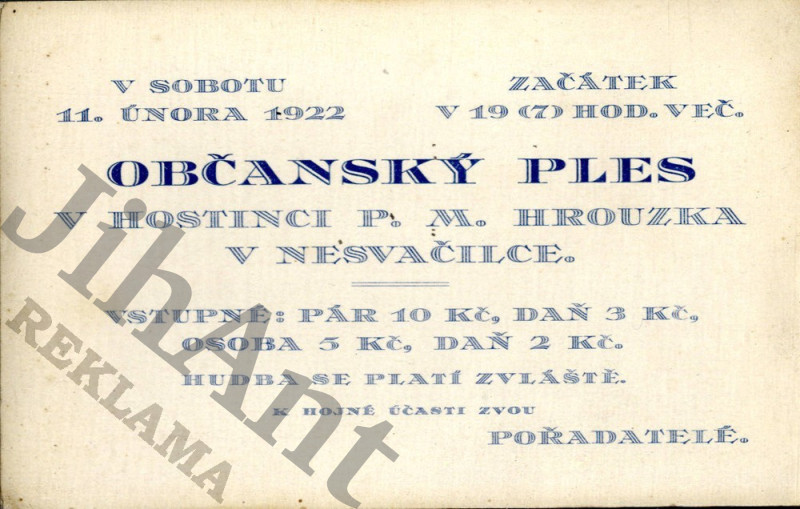 V SOBOTU
11. ÚNORA 1922
ZAČÁTEK
V 19 (7) HOD. VEČ.
OBČANSKÝ PLES
V HOSTINCI P. M. HROUZKA
V NESVAČILCE.
VSTUPNÉ: PÁR 10 Kč, DAŇ 3 Kč,
OSOBA 5 Kč, DAŇ 2 Kč.
HUDBA SE PLATÍ ZVLÁŠTĚ.
K HOJNÉ ÚČASTI ZVOU
POŘADATELÉ.
JihAnt
REKLAMA